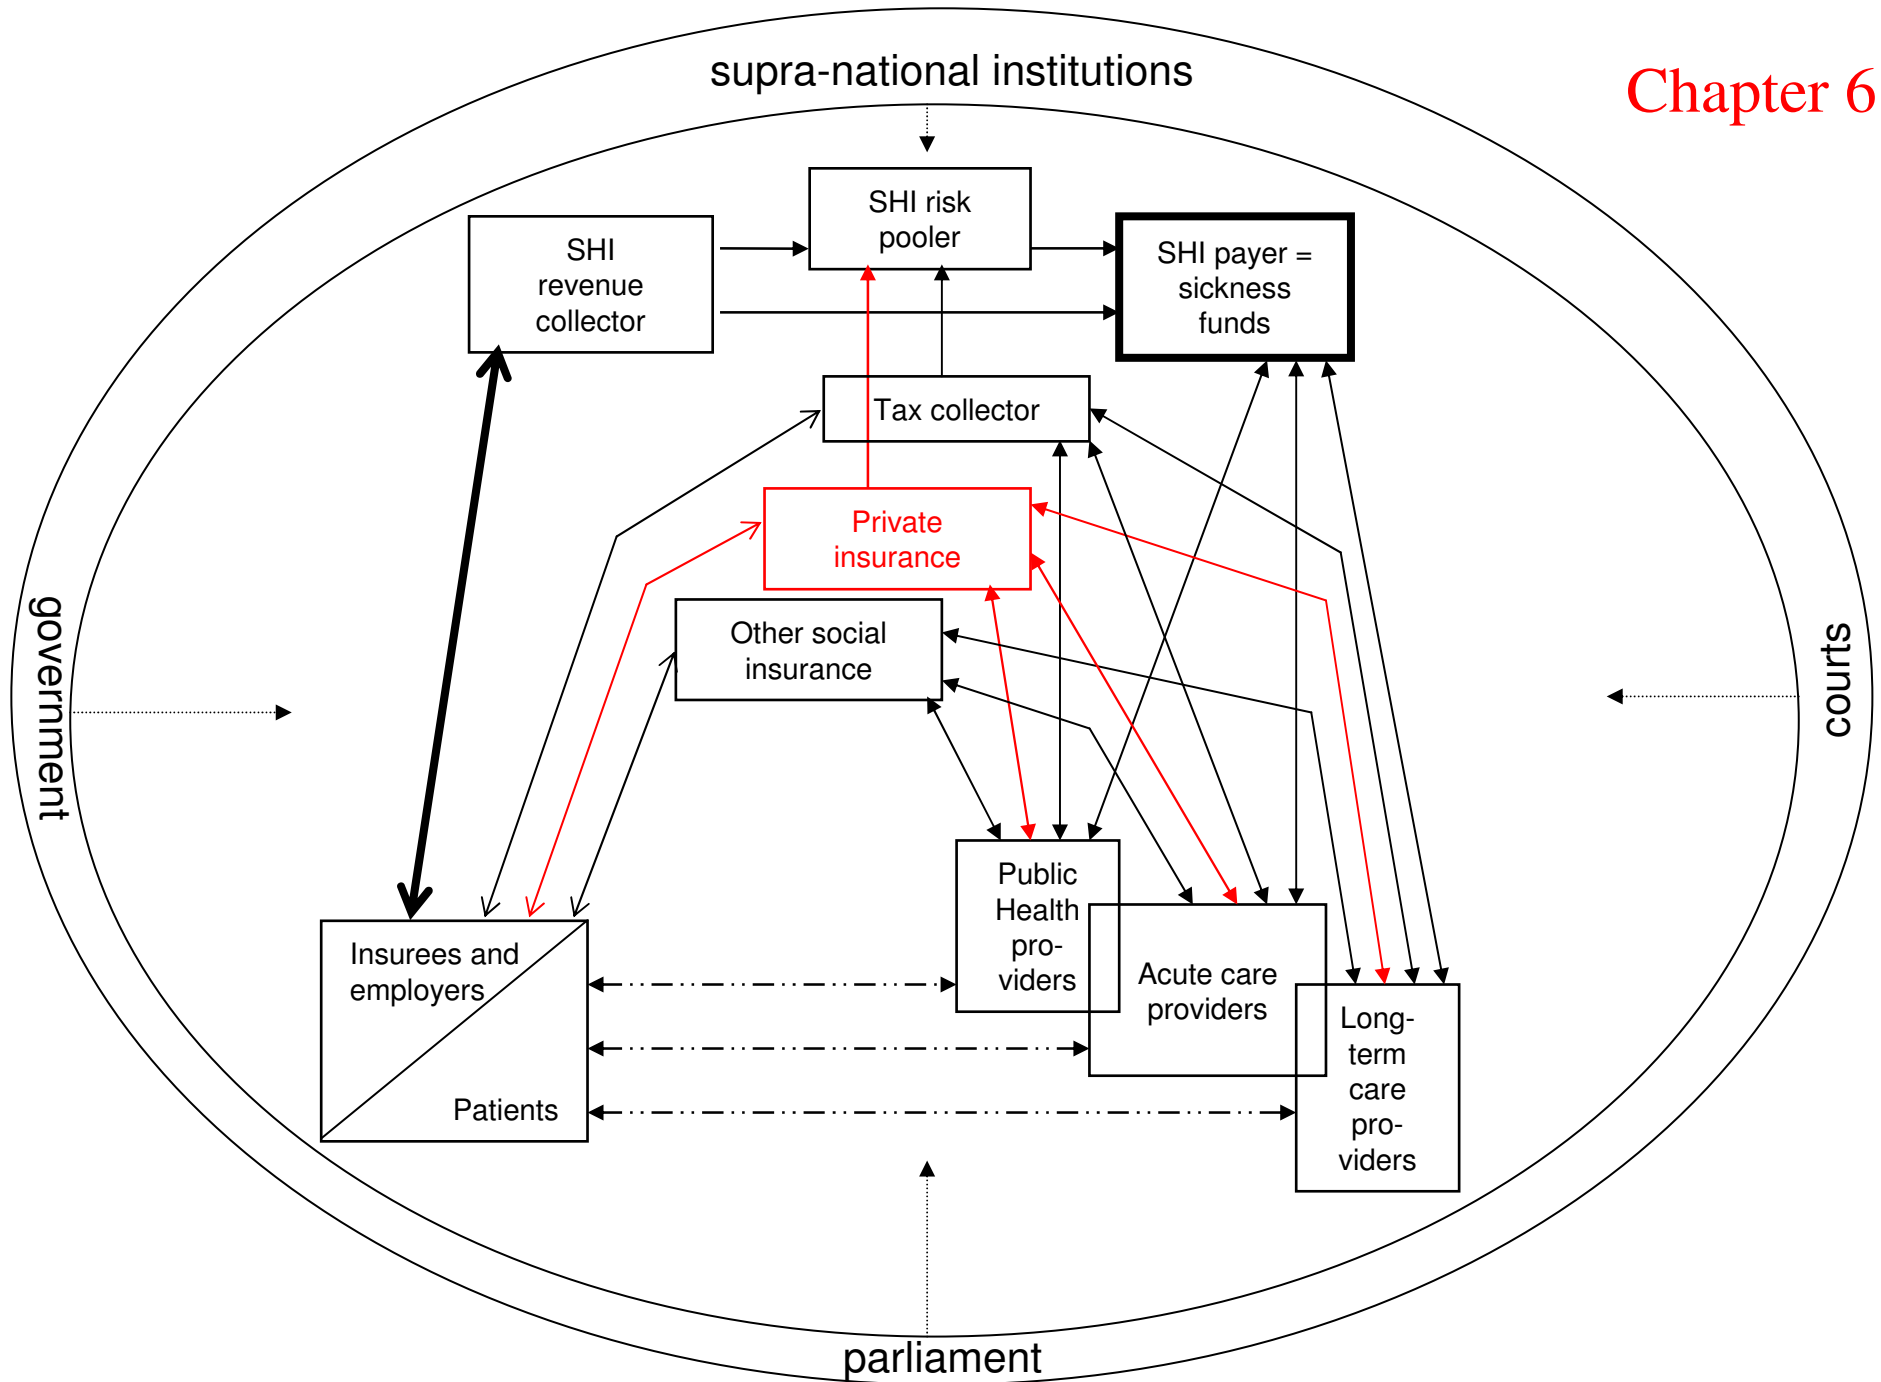 supra-national institutions
Chapter 6
SHI risk
pooler
SHI
revenue
collector
SHI payer =
sickness
funds
Tax collector
Private
insurance
Other social
insurance
government
courts
Public
Health
pro-
viders
Insurees and
employers
Acute care
providers
Long-
term
care
pro-
viders
Patients
parliament